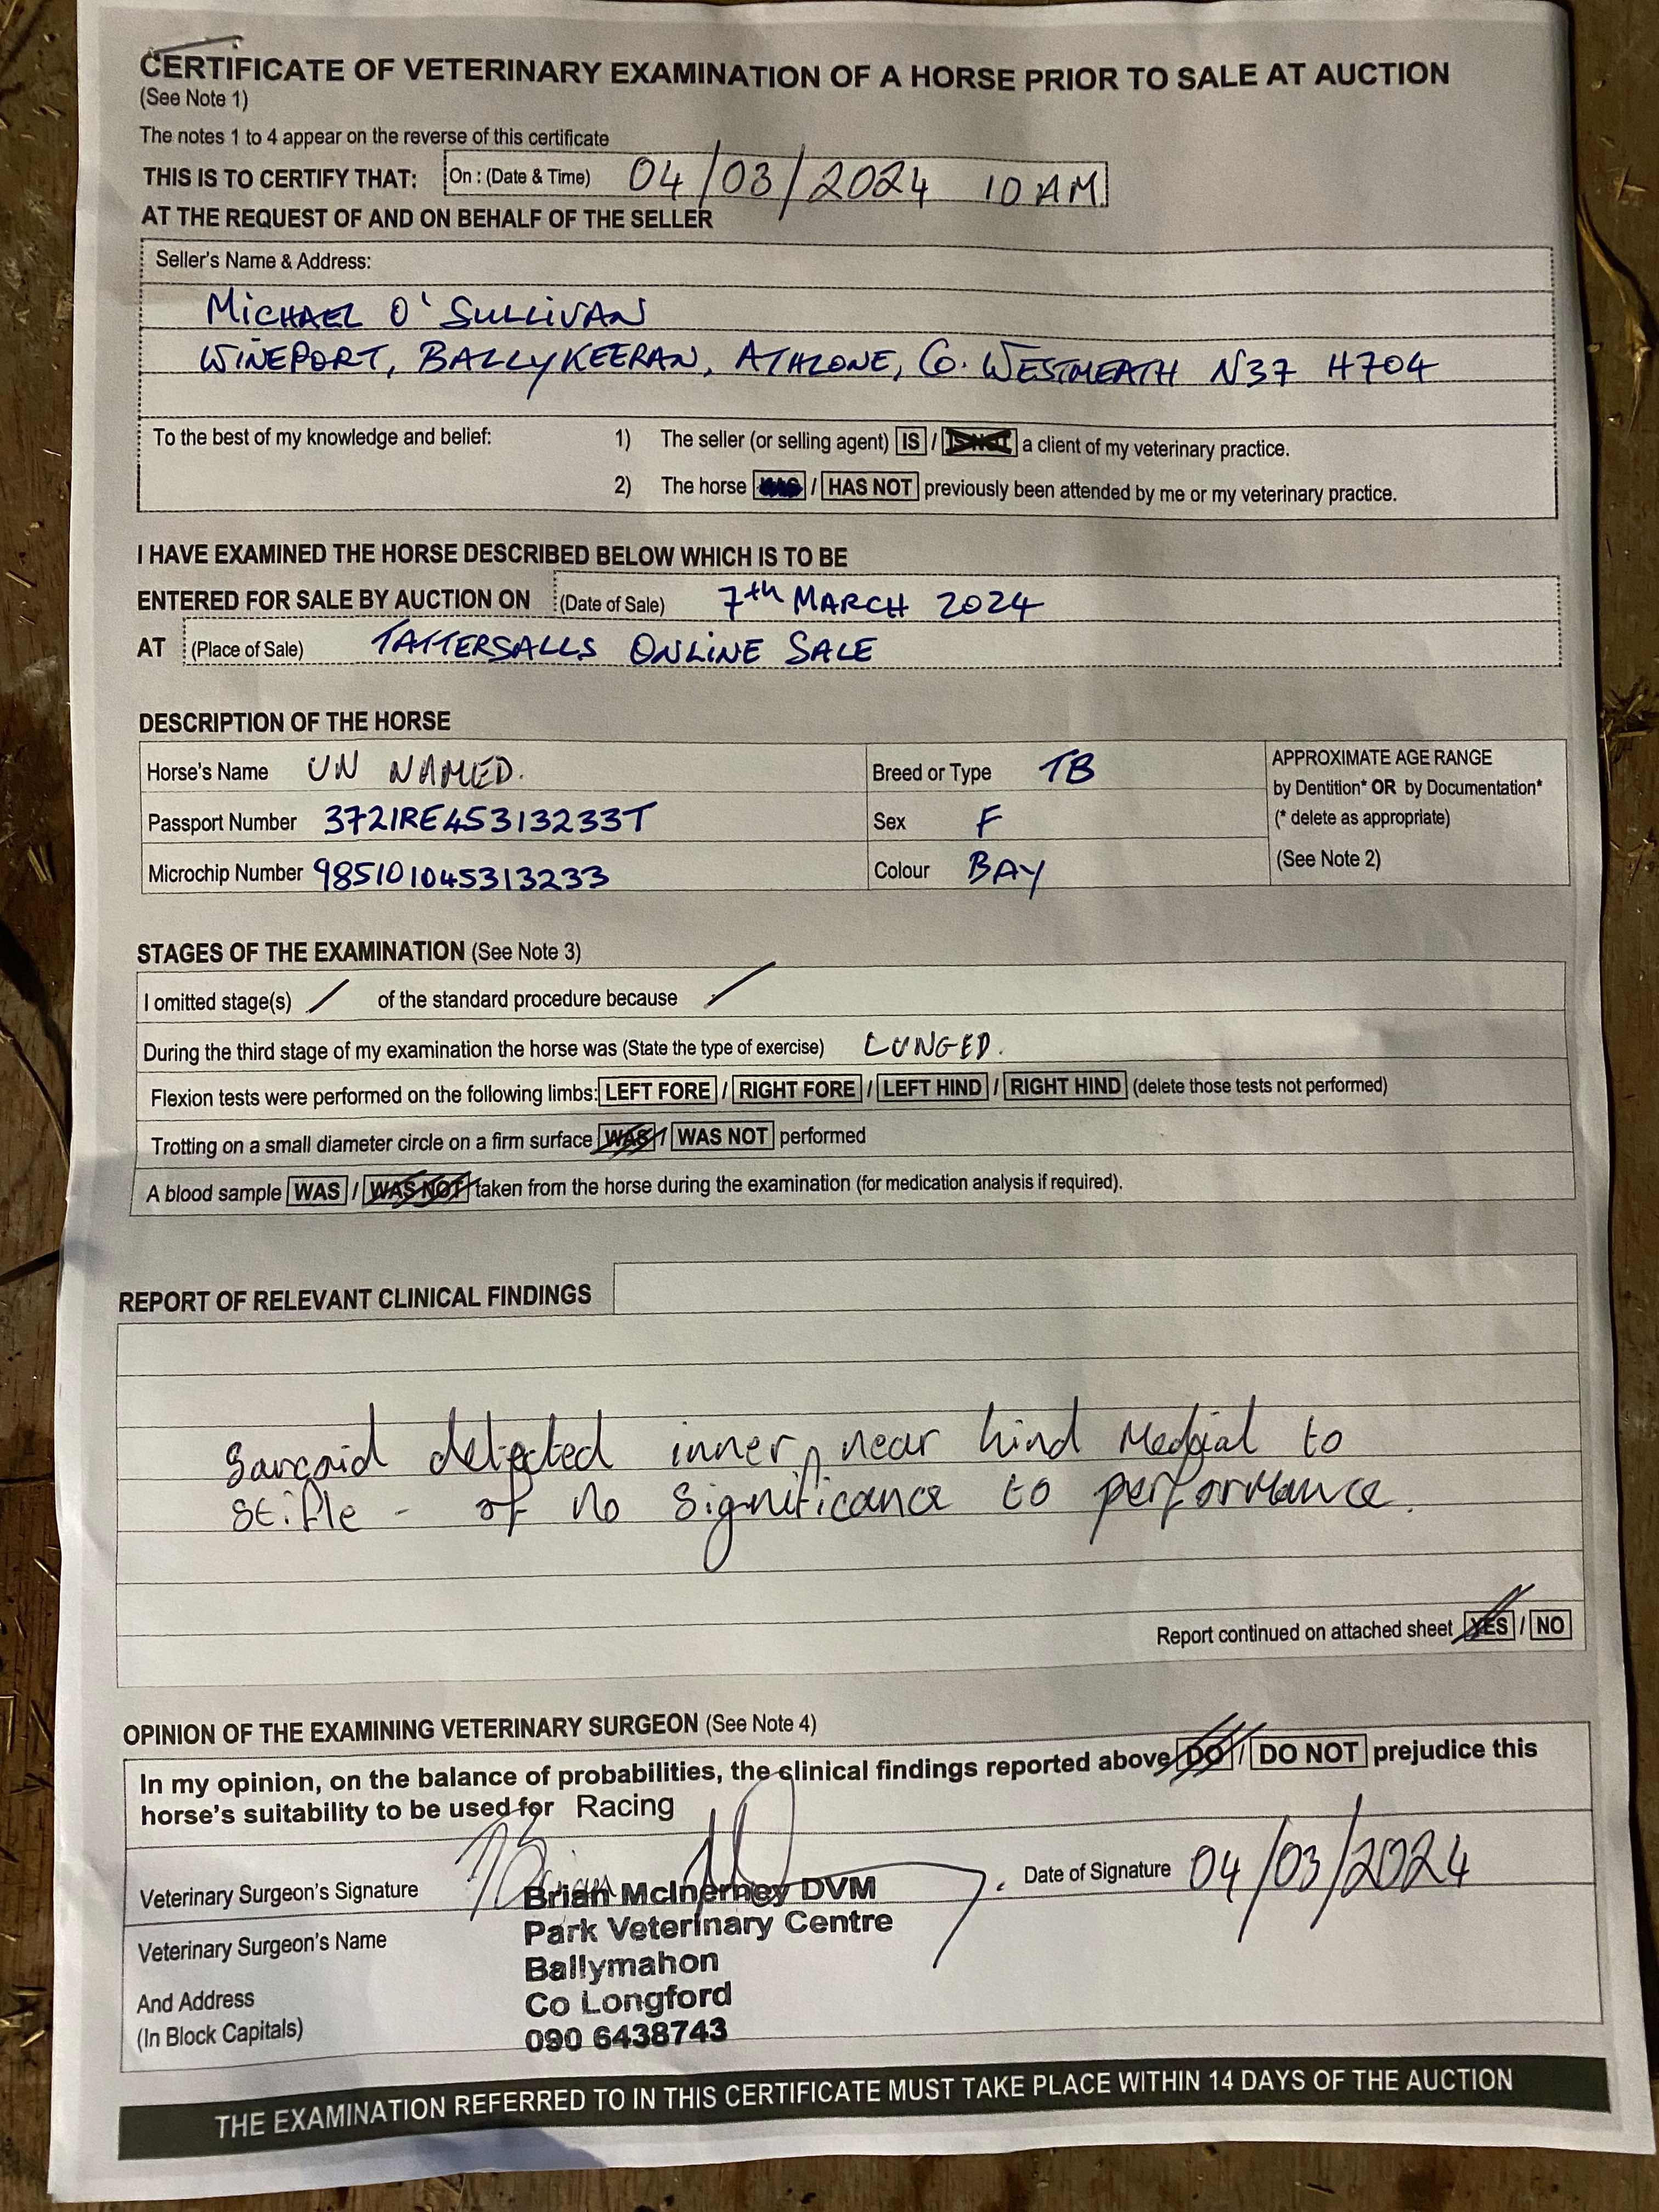 CERTIFICATE OF VETERINARY EXAMINATION OF A HORSE PRIOR TO SALE AT AUCTION
(See Note 1)
The notes 1 to 4 appear on the reverse of this certificate
THIS IS TO CERTIFY THAT: On : (Date & Time) 04/03/2024 10 AM
AT THE REQUEST OF AND ON BEHALF OF THE SELLER
Seller's Name & Address:
MICHAEL O'SULLIVAN
WINEPORT, BALLYKEERAN, ATHLONE, Co. WESTMEATH N37 H704
To the best of my knowledge and belief: 1) The seller (or selling agent) IS / IS NOT a client of my veterinary practice.
2) The horse HAS / HAS NOT previously been attended by me or my veterinary practice.
I HAVE EXAMINED THE HORSE DESCRIBED BELOW WHICH IS TO BE
ENTERED FOR SALE BY AUCTION ON (Date of Sale) 7th MARCH 2024
AT (Place of Sale) TATTERSALLS ONLINE SALE
DESCRIPTION OF THE HORSE
Horse's Name UN NAMED. Breed or Type TB APPROXIMATE AGE RANGE
by Dentition* OR by Documentation*
Passport Number 372IRE45313233T Sex F (* delete as appropriate)
Microchip Number 985101045313233 Colour BAY (See Note 2)
STAGES OF THE EXAMINATION (See Note 3)
I omitted stage(s) / of the standard procedure because /
During the third stage of my examination the horse was (State the type of exercise) LUNGED.
Flexion tests were performed on the following limbs: LEFT FORE / RIGHT FORE / LEFT HIND / RIGHT HIND (delete those tests not performed)
Trotting on a small diameter circle on a firm surface WAS / WAS NOT performed
A blood sample WAS / WAS NOT taken from the horse during the examination (for medication analysis if required).
REPORT OF RELEVANT CLINICAL FINDINGS
Sarcoid detected inner near hind Medial to
stifle - of no significance to performance.
Report continued on attached sheet YES / NO
OPINION OF THE EXAMINING VETERINARY SURGEON (See Note 4)
In my opinion, on the balance of probabilities, the clinical findings reported above DO / DO NOT prejudice this
horse's suitability to be used for Racing
Veterinary Surgeon's Signature Date of Signature 04/03/2024
Brian McInerney DVM
Veterinary Surgeon's Name Park Veterinary Centre
Ballymahon
And Address Co Longford
(In Block Capitals) 090 6438743
THE EXAMINATION REFERRED TO IN THIS CERTIFICATE MUST TAKE PLACE WITHIN 14 DAYS OF THE AUCTION